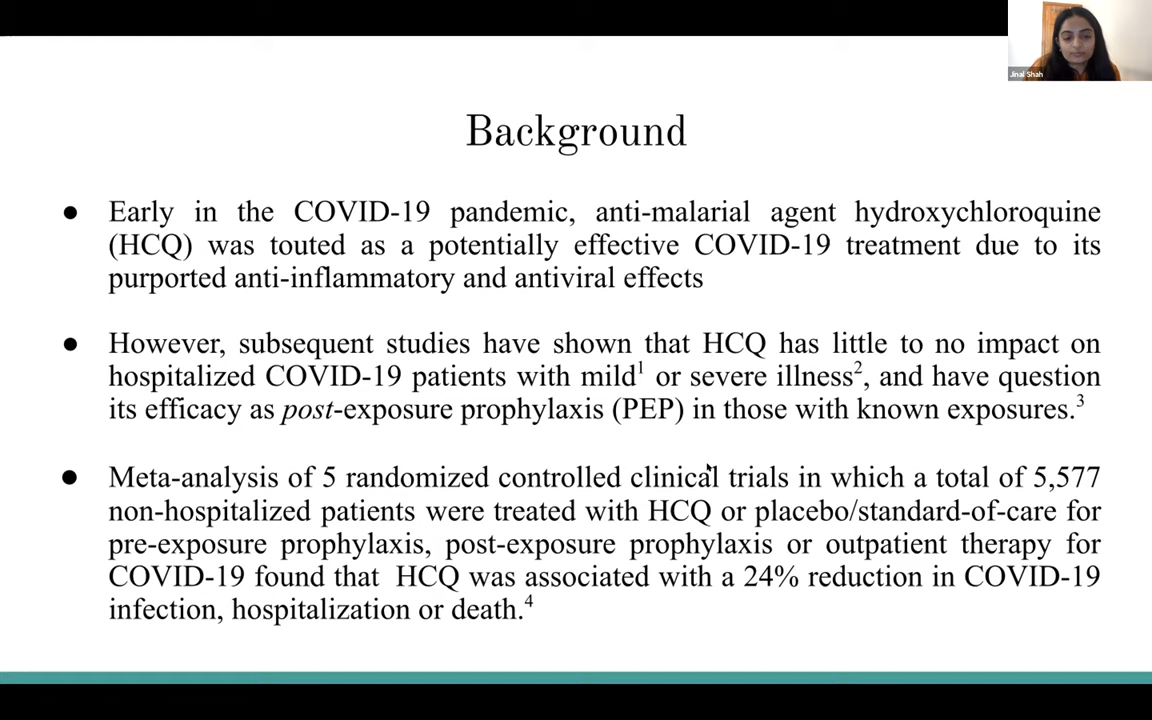 Jinal Shah
Background
● Early in the COVID-19 pandemic, anti-malarial agent hydroxychloroquine
(HCQ) was touted as a potentially effective COVID-19 treatment due to its
purported anti-inflammatory and antiviral effects
● However, subsequent studies have shown that HCQ has little to no impact on
hospitalized COVID-19 patients with mild¹ or severe illness², and have question
its efficacy as post-exposure prophylaxis (PEP) in those with known exposures.³
● Meta-analysis of 5 randomized controlled clinical trials in which a total of 5,577
non-hospitalized patients were treated with HCQ or placebo/standard-of-care for
pre-exposure prophylaxis, post-exposure prophylaxis or outpatient therapy for
COVID-19 found that HCQ was associated with a 24% reduction in COVID-19
infection, hospitalization or death.⁴